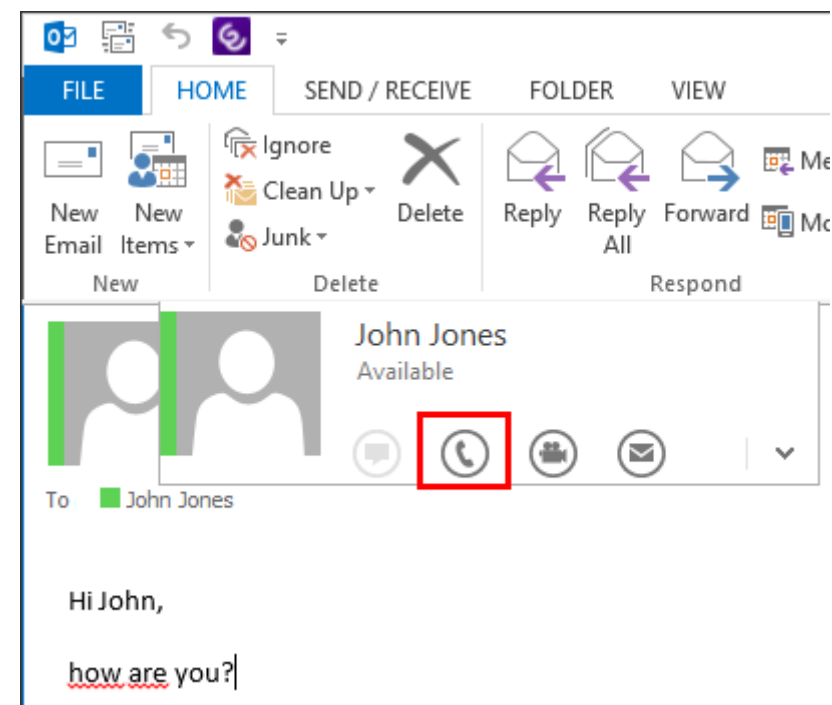 FILE HOME SEND / RECEIVE FOLDER VIEW
Ignore
Clean Up
Junk
New Email
New Items
Delete
Reply
Reply All
Forward
New Delete Respond
John Jones
Available
To John Jones
Hi John,
how are you?